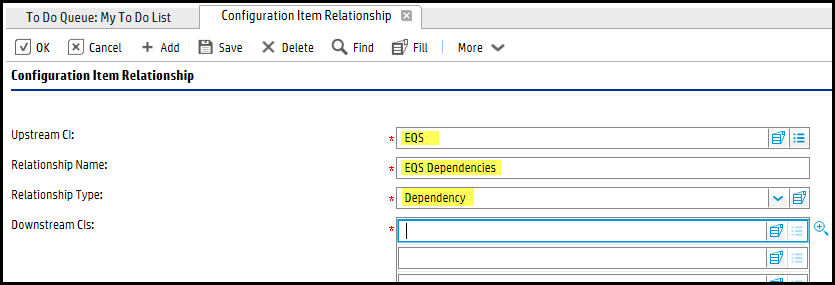 To Do Queue: My To Do List
Configuration Item Relationship
OK Cancel Add Save Delete Find Fill More
Configuration Item Relationship
Upstream CI: * EQS
Relationship Name: * EQS Dependencies
Relationship Type: * Dependency
Downstream CIs: *